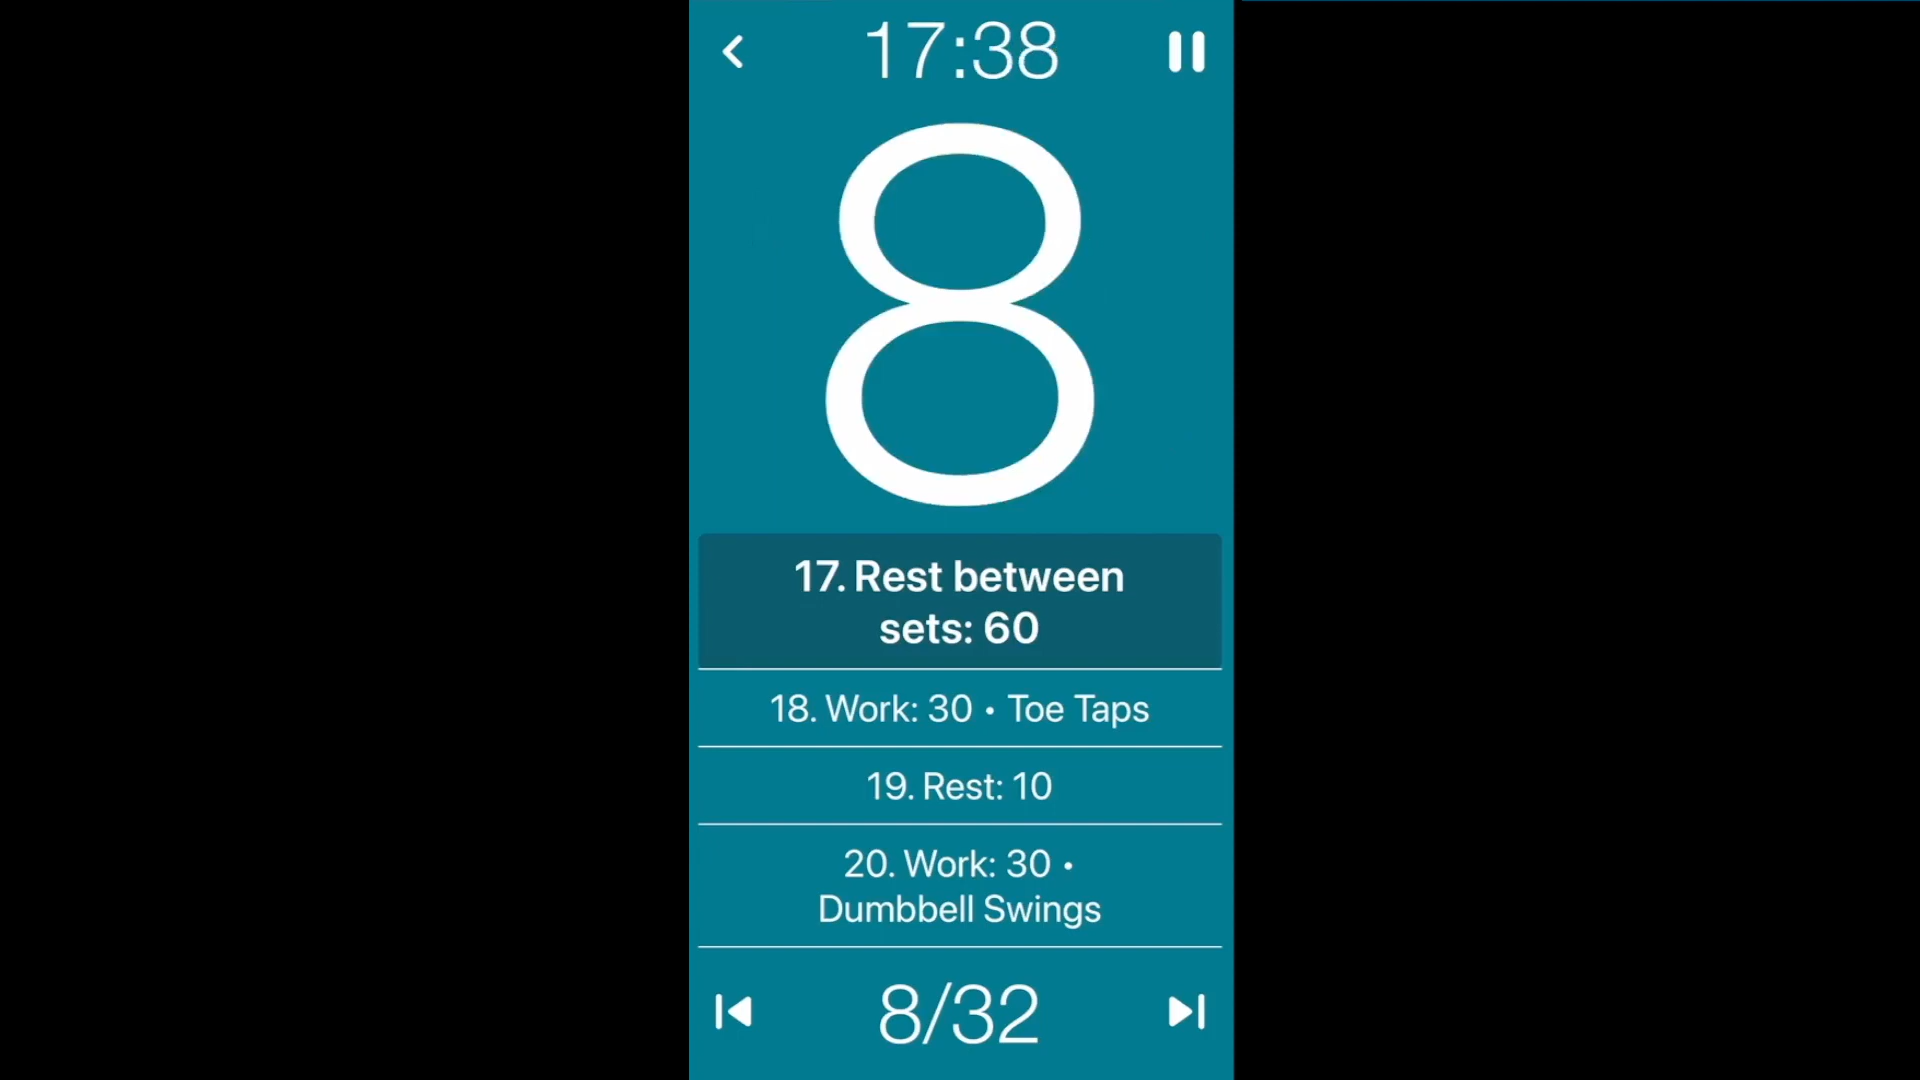 17:38
8
17. Rest between
sets: 60
18. Work: 30 • Toe Taps
19. Rest: 10
20. Work: 30 •
Dumbbell Swings
8/32